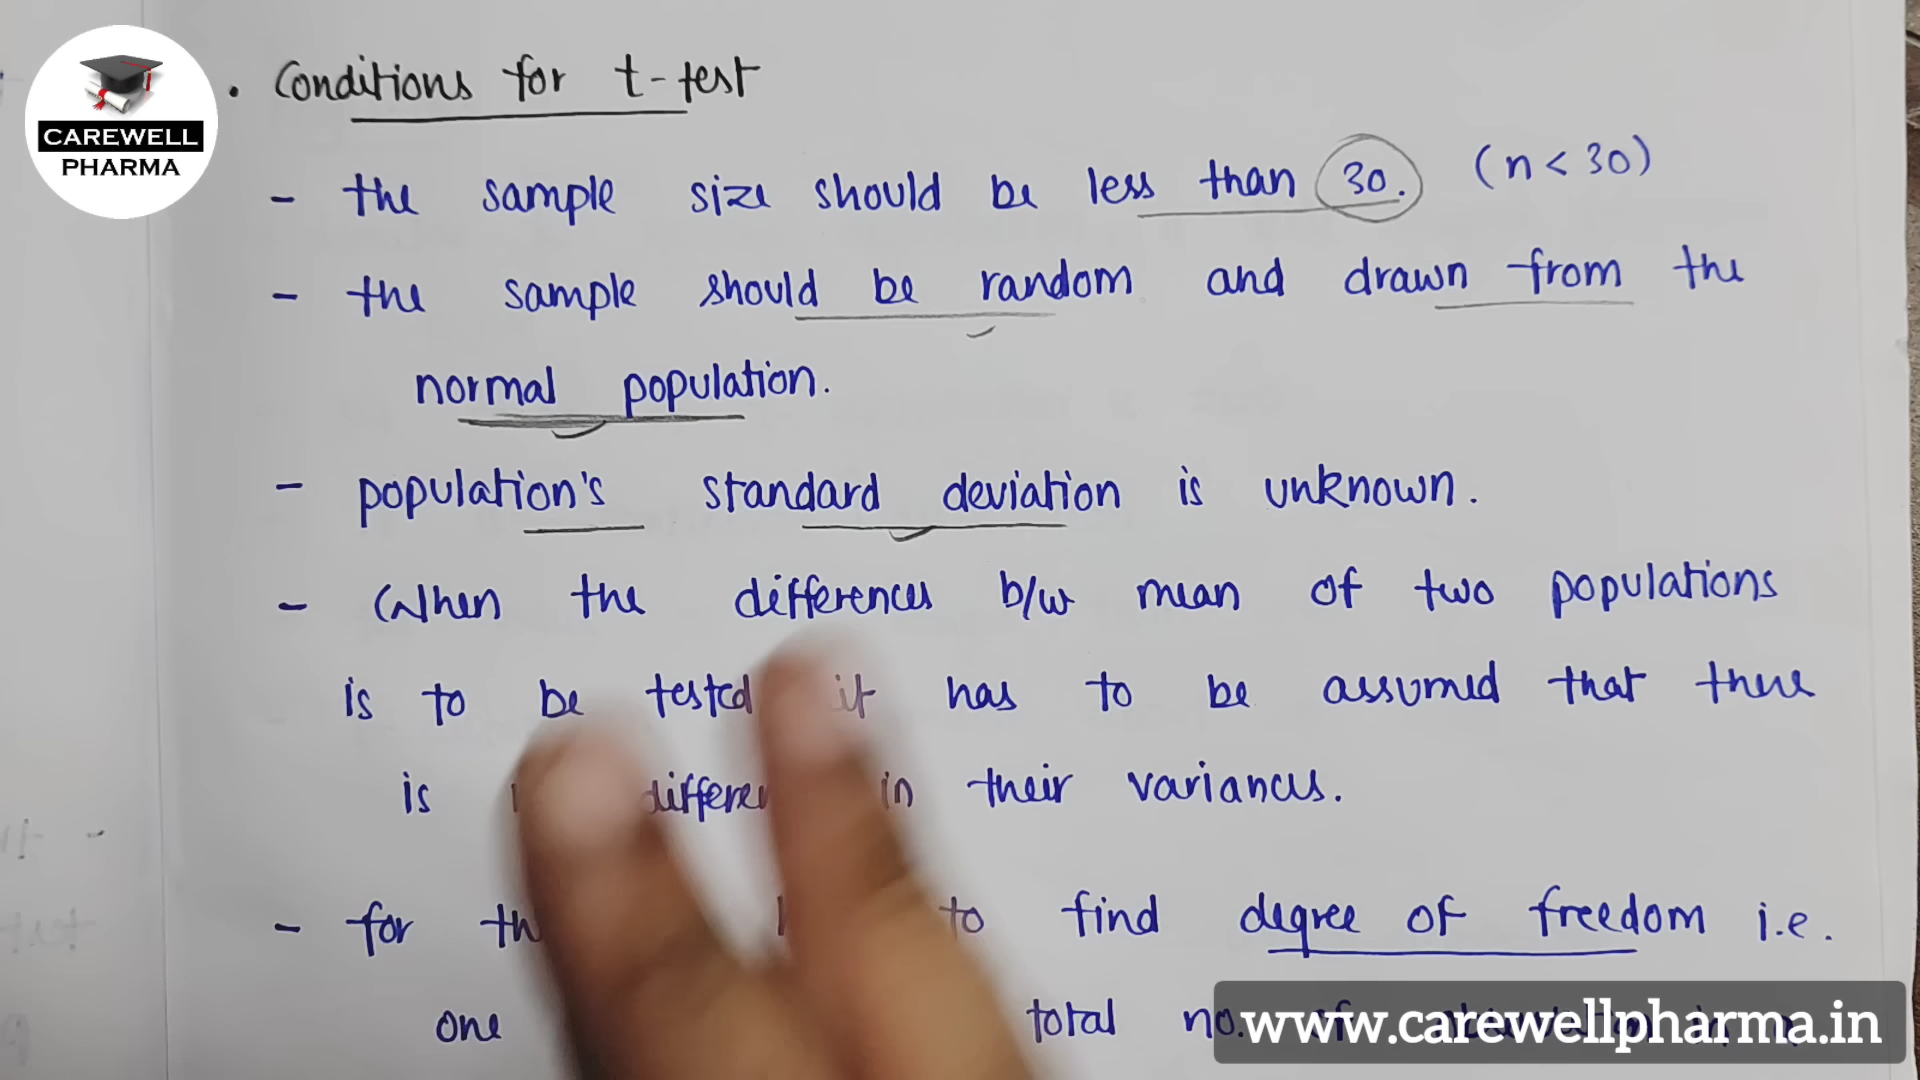 CAREWELL
PHARMA
. Conditions for t-test
- the sample size should be less than 30. (n < 30)
- the sample should be random and drawn from the
normal population.
- population's standard deviation is unknown.
- When the differences b/w mean of two populations
is to be tested it has to be assumed that there
is in their variances.
- for to find degree of freedom i.e.
one total no.
www.carewellpharma.in